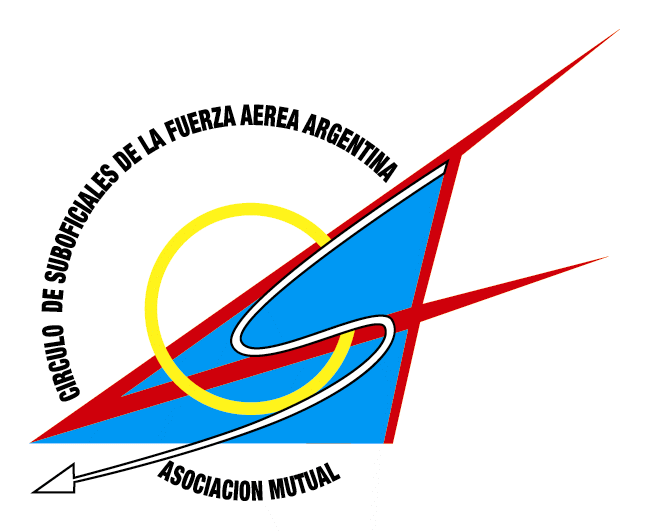 CIRCULO DE SUBOFICIALES DE LA FUERZA AEREA ARGENTINA
ASOCIACION MUTUAL